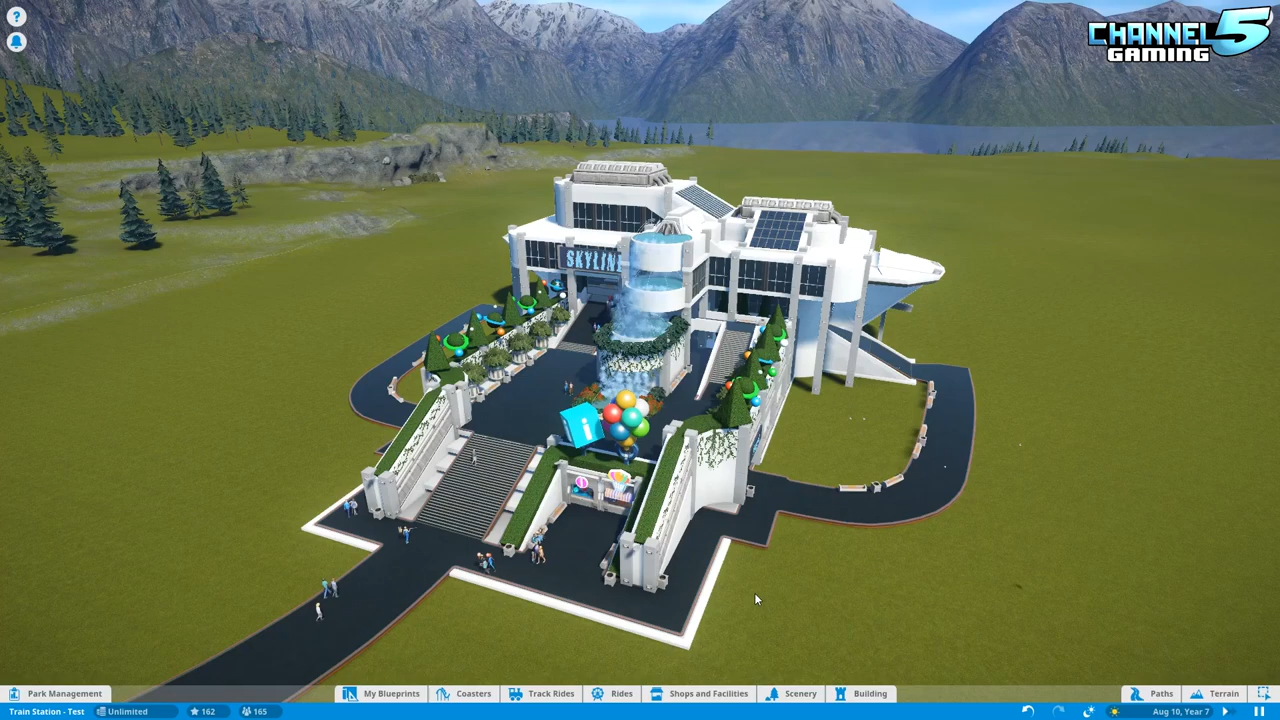 ?
CHANNEL 5
GAMING
SKYLINE
i
Park Management
My Blueprints
Coasters
Track Rides
Rides
Shops and Facilities
Scenery
Building
Paths
Terrain
Train Station - Test
Unlimited
162
165
Aug 10, Year 7